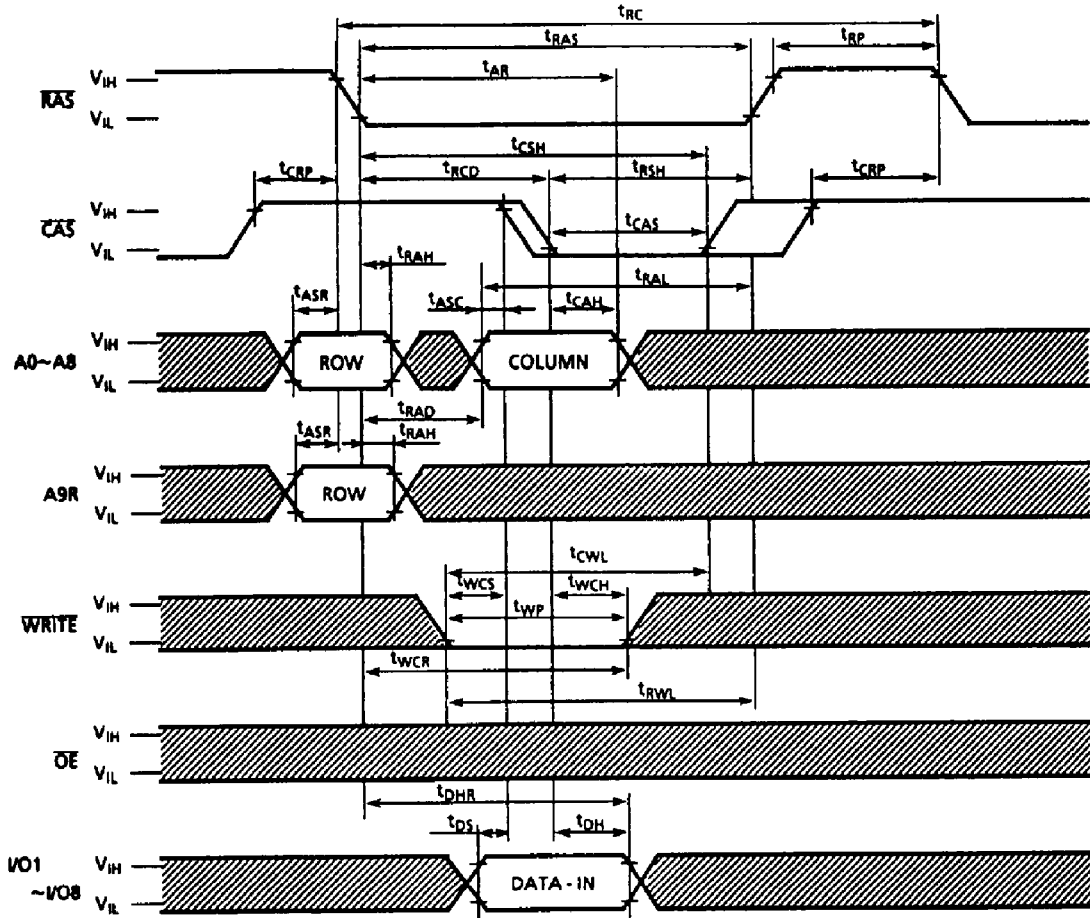 tRC
tRAS
tRP
tAR
VIH
RAS
VIL
tCSH
tCRP
tRCD
tRSH
tCRP
VIH
CAS
tCAS
VIL
tRAH
tRAL
tASR
tASC
tCAH
VIH
A0~A8
ROW
COLUMN
VIL
tRAD
tASR
tRAH
VIH
A9R
ROW
VIL
tCWL
tWCS
tWCH
VIH
tWP
WRITE
VIL
tWCR
tRWL
VIH
OE
VIL
tDHR
tDS
tDH
I/O1
VIH
~I/O8
DATA - IN
VIL